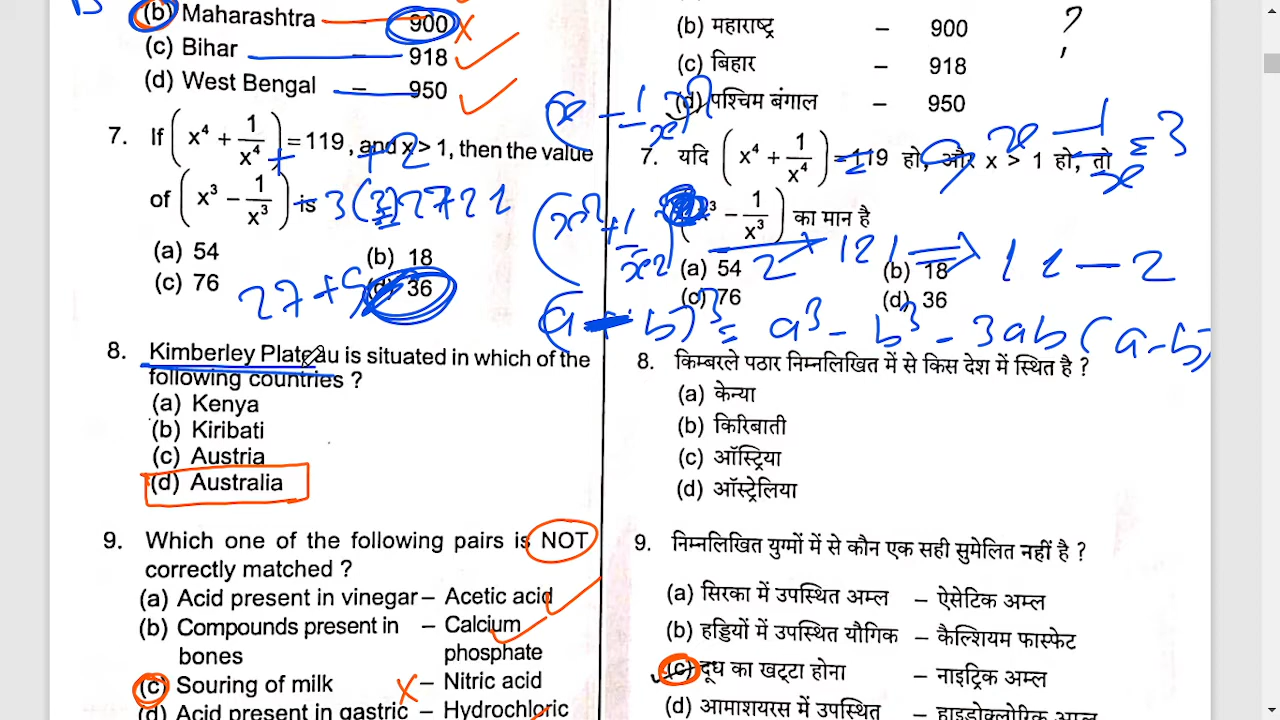 (b) Maharashtra — 900
(c) Bihar — 918
(d) West Bengal — 950
7. If (x⁴ + 1/x⁴) = 119, and x > 1, then the value
of (x³ − 1/x³) is
(a) 54 (b) 18
(c) 76 (d) 36
27+9
8. Kimberley Plateau is situated in which of the
following countries ?
(a) Kenya
(b) Kiribati
(c) Austria
(d) Australia
9. Which one of the following pairs is NOT
correctly matched ?
(a) Acid present in vinegar – Acetic acid
(b) Compounds present in – Calcium
bones phosphate
(c) Souring of milk – Nitric acid
(d) Acid present in gastric – Hydrochloric
(b) महाराष्ट्र – 900
(c) बिहार – 918
(d) पश्चिम बंगाल – 950
7. यदि (x⁴ + 1/x⁴) = 119 हो, और x > 1 हो, तो
(x³ − 1/x³) का मान है
(a) 54 (b) 18
(c) 76 (d) 36
121 11 – 2
(a - b)³ = a³ - b³ - 3ab(a-b)
8. किम्बरले पठार निम्नलिखित में से किस देश में स्थित है ?
(a) केन्या
(b) किरिबाती
(c) ऑस्ट्रिया
(d) ऑस्ट्रेलिया
9. निम्नलिखित युग्मों में से कौन एक सही सुमेलित नहीं है ?
(a) सिरका में उपस्थित अम्ल – ऐसेटिक अम्ल
(b) हड्डियों में उपस्थित यौगिक – कैल्शियम फास्फेट
(c) दूध का खट्टा होना – नाइट्रिक अम्ल
(d) आमाशयरस में उपस्थित – हाइड्रोक्लोरिक अम्ल